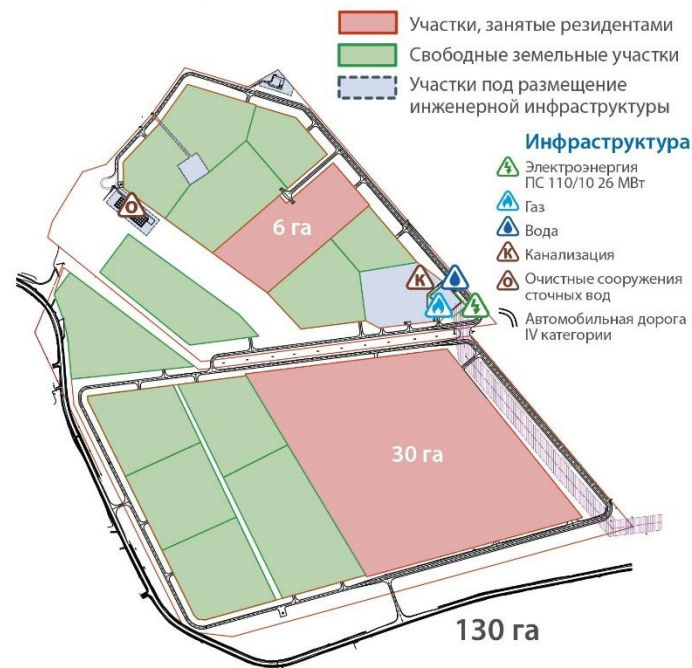 Участки, занятые резидентами
Свободные земельные участки
Участки под размещение
инженерной инфраструктуры
Инфраструктура
Электроэнергия
ПС 110/10 26 МВт
Газ
Вода
К Канализация
О Очистные сооружения
сточных вод
Автомобильная дорога
IV категории
О
6 га
К
30 га
130 га